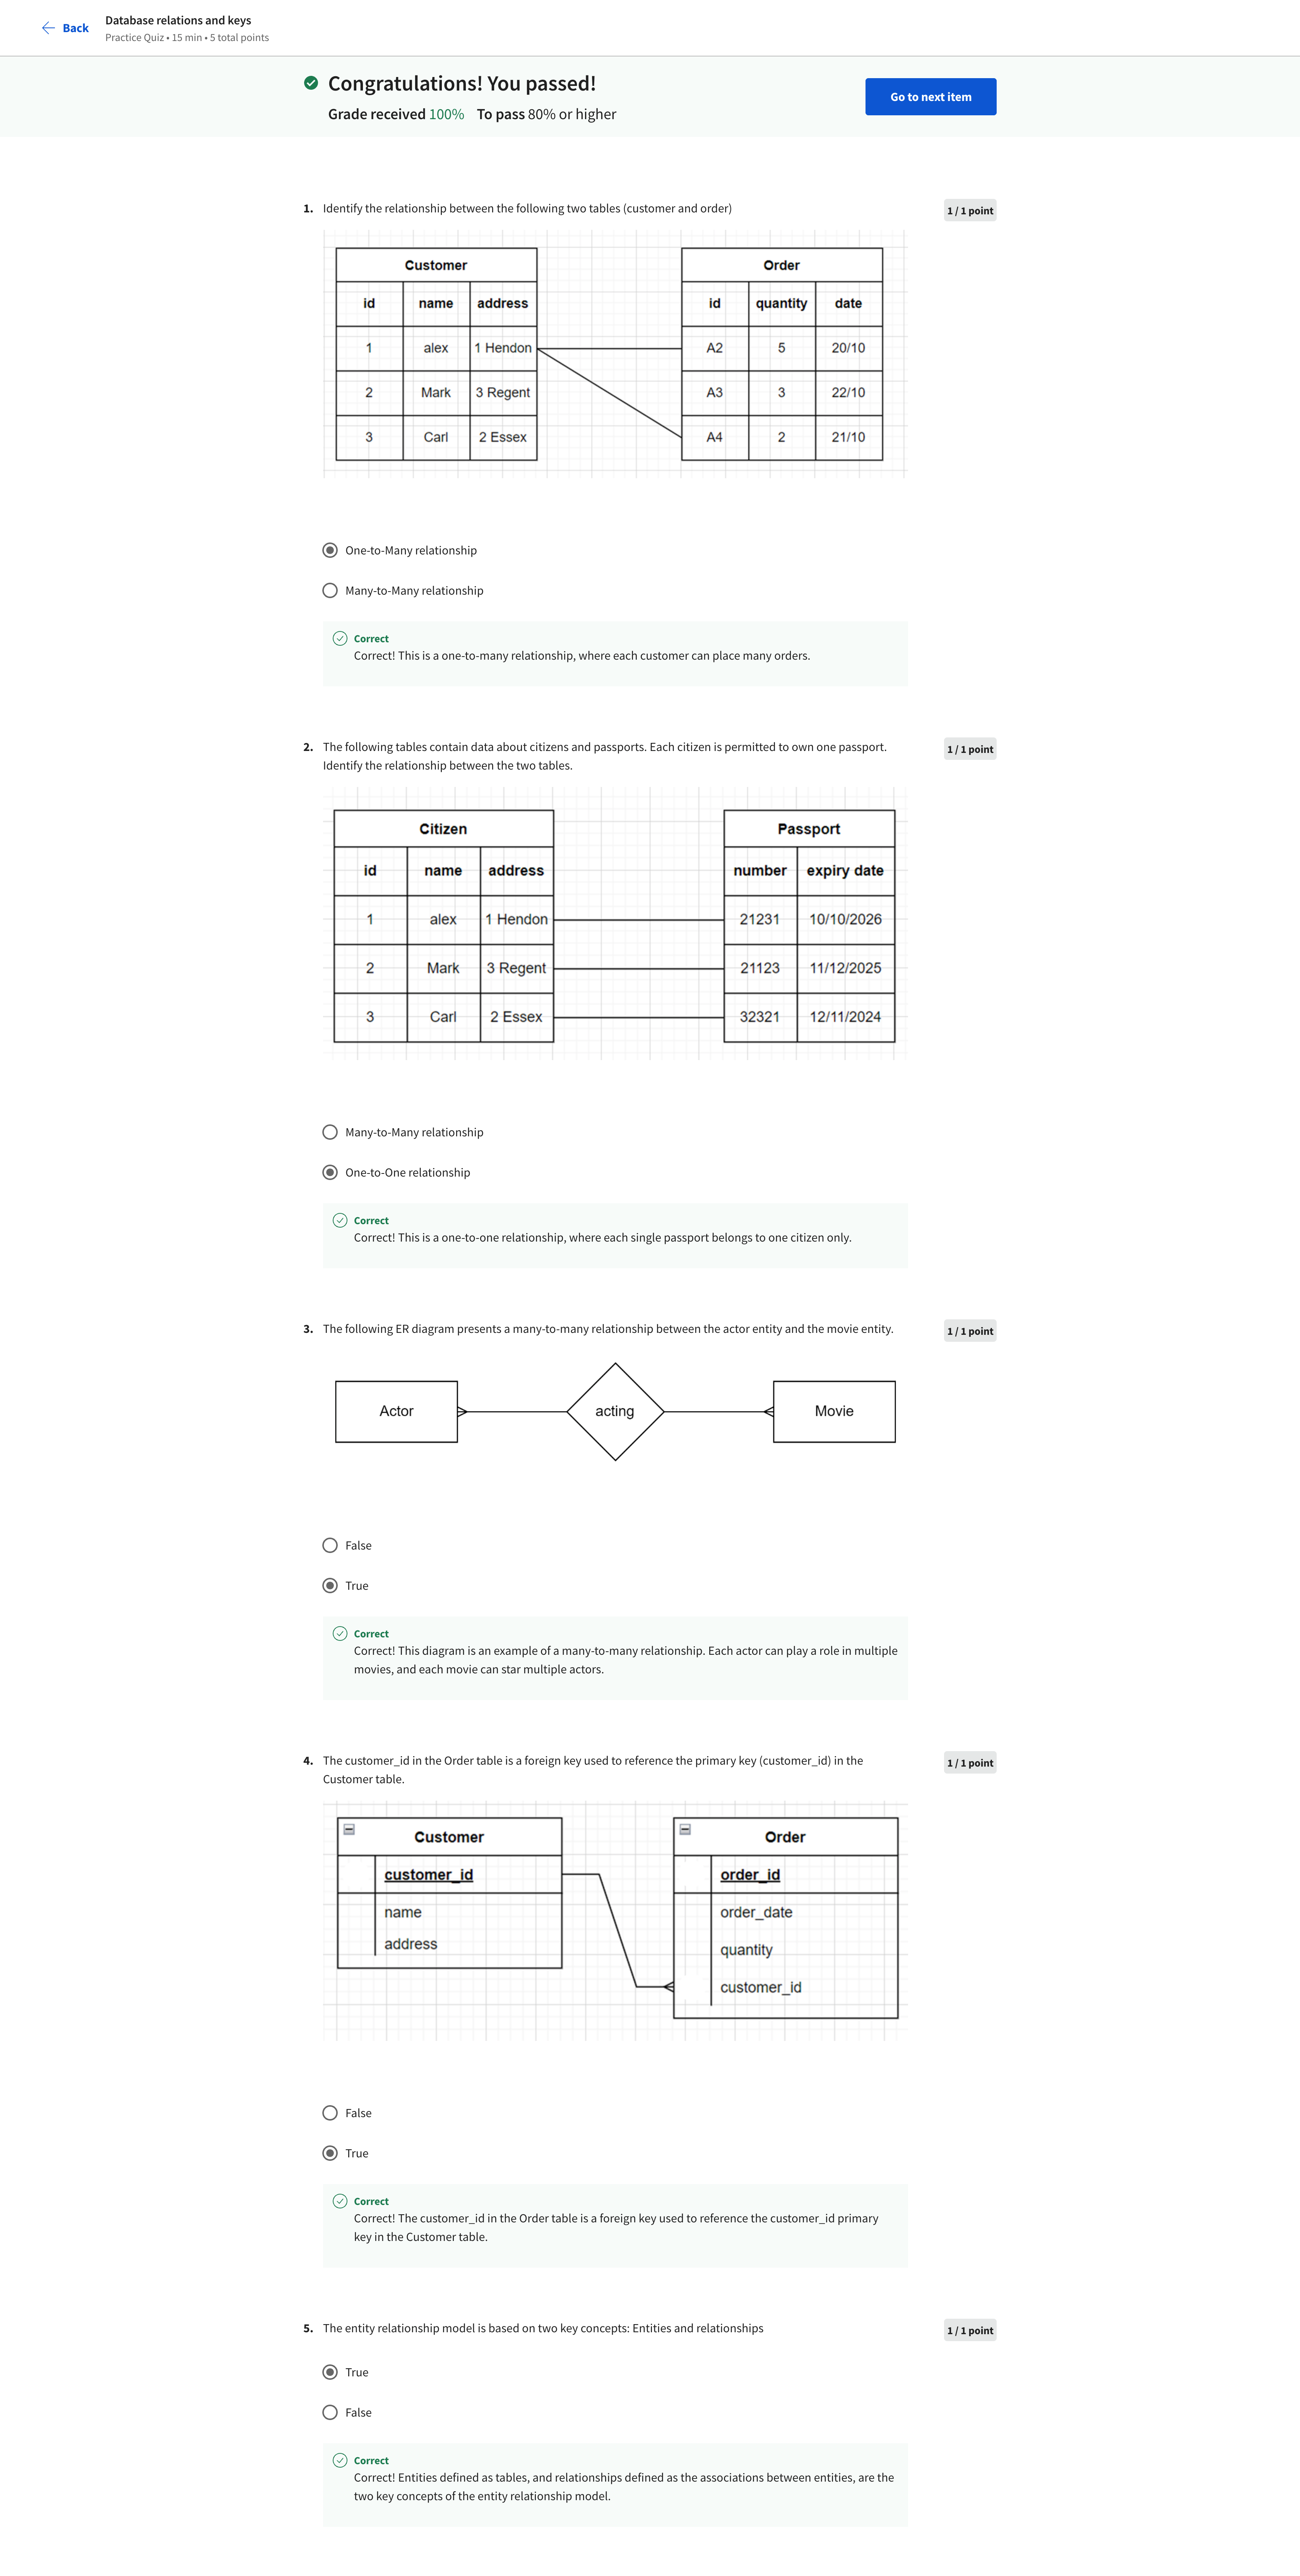 Back
Database relations and keys
Practice Quiz • 15 min • 5 total points
Congratulations! You passed!
Grade received 100% To pass 80% or higher
Go to next item
1. Identify the relationship between the following two tables (customer and order)
1 / 1 point
Customer
id name address
1 alex 1 Hendon
2 Mark 3 Regent
3 Carl 2 Essex
Order
id quantity date
A2 5 20/10
A3 3 22/10
A4 2 21/10
One-to-Many relationship
Many-to-Many relationship
Correct
Correct! This is a one-to-many relationship, where each customer can place many orders.
2. The following tables contain data about citizens and passports. Each citizen is permitted to own one passport.
Identify the relationship between the two tables.
1 / 1 point
Citizen
id name address
1 alex 1 Hendon
2 Mark 3 Regent
3 Carl 2 Essex
Passport
number expiry date
21231 10/10/2026
21123 11/12/2025
32321 12/11/2024
Many-to-Many relationship
One-to-One relationship
Correct
Correct! This is a one-to-one relationship, where each single passport belongs to one citizen only.
3. The following ER diagram presents a many-to-many relationship between the actor entity and the movie entity.
1 / 1 point
Actor
acting
Movie
False
True
Correct
Correct! This diagram is an example of a many-to-many relationship. Each actor can play a role in multiple
movies, and each movie can star multiple actors.
4. The customer_id in the Order table is a foreign key used to reference the primary key (customer_id) in the
Customer table.
1 / 1 point
Customer
customer_id
name
address
Order
order_id
order_date
quantity
customer_id
False
True
Correct
Correct! The customer_id in the Order table is a foreign key used to reference the customer_id primary
key in the Customer table.
5. The entity relationship model is based on two key concepts: Entities and relationships
1 / 1 point
True
False
Correct
Correct! Entities defined as tables, and relationships defined as the associations between entities, are the
two key concepts of the entity relationship model.